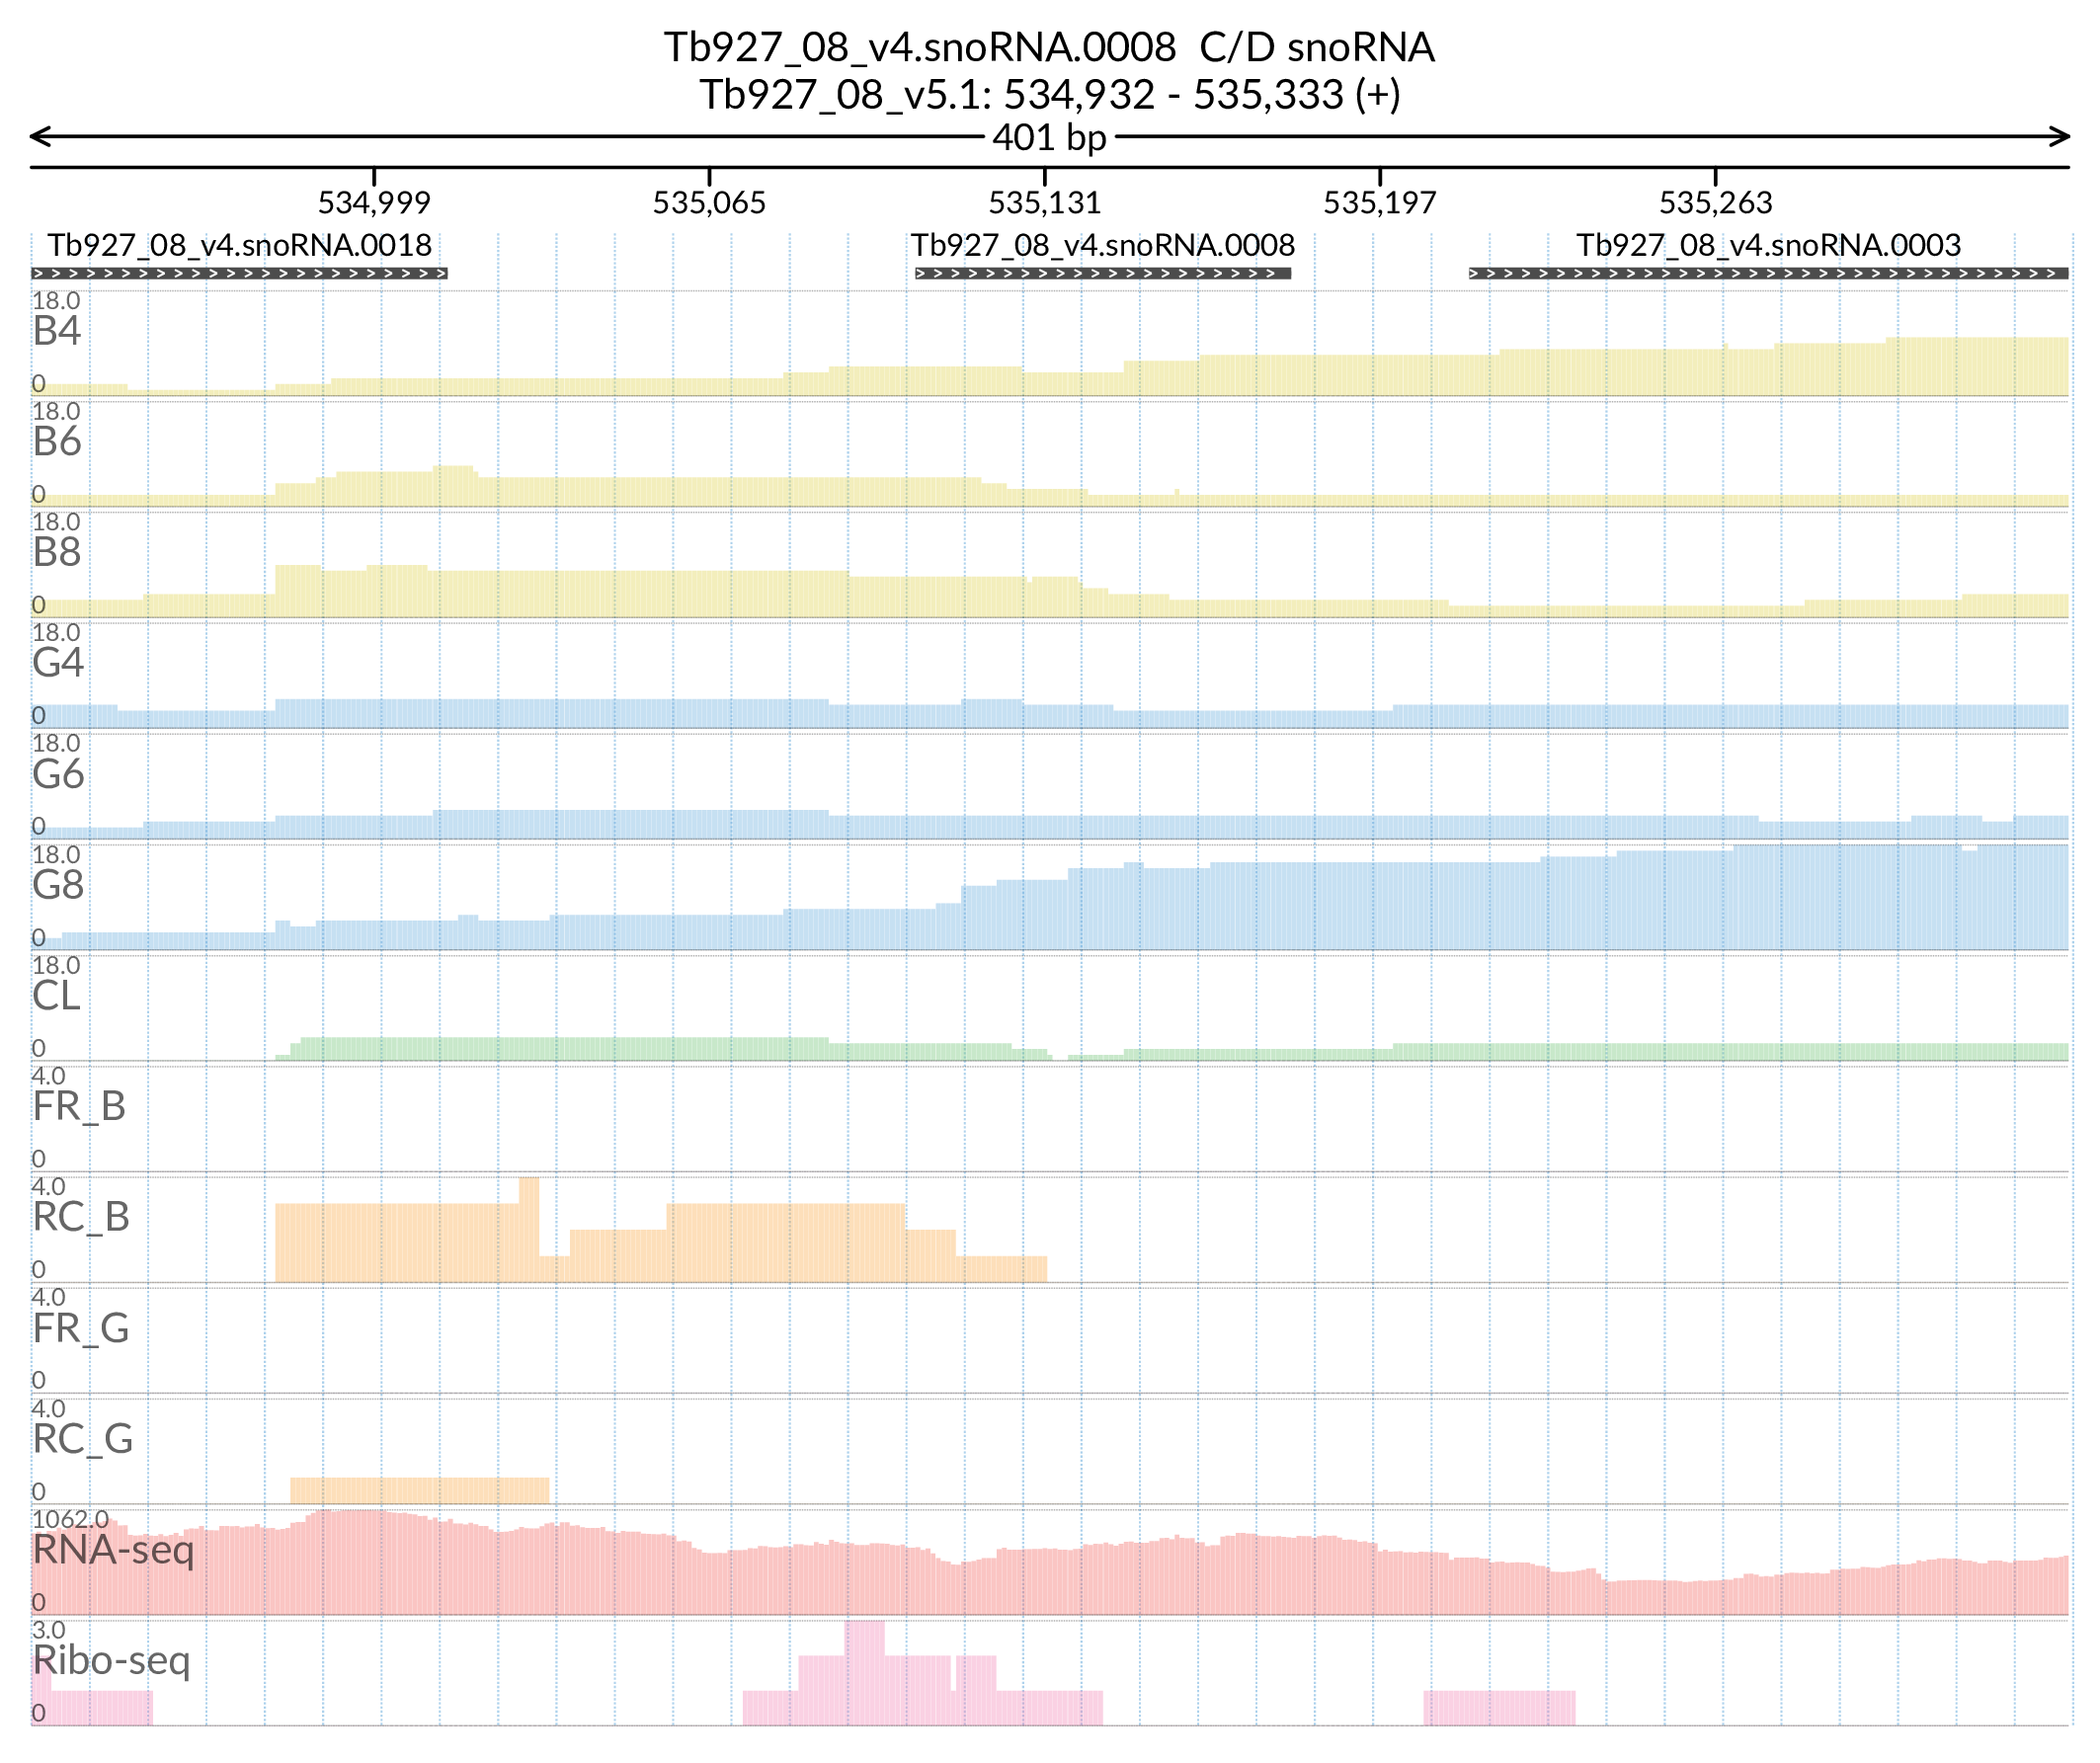 Tb927_08_v4.snoRNA.0008  C/D snoRNA
Tb927_08_v5.1: 534,932 - 535,333 (+)
401 bp
534,999 535,065 535,131 535,197 535,263
Tb927_08_v4.snoRNA.0018 Tb927_08_v4.snoRNA.0008 Tb927_08_v4.snoRNA.0003
18.0
B4
0
18.0
B6
0
18.0
B8
0
18.0
G4
0
18.0
G6
0
18.0
G8
0
18.0
CL
0
4.0
FR_B
0
4.0
RC_B
0
4.0
FR_G
0
4.0
RC_G
0
1062.0
RNA-seq
0
3.0
Ribo-seq
0